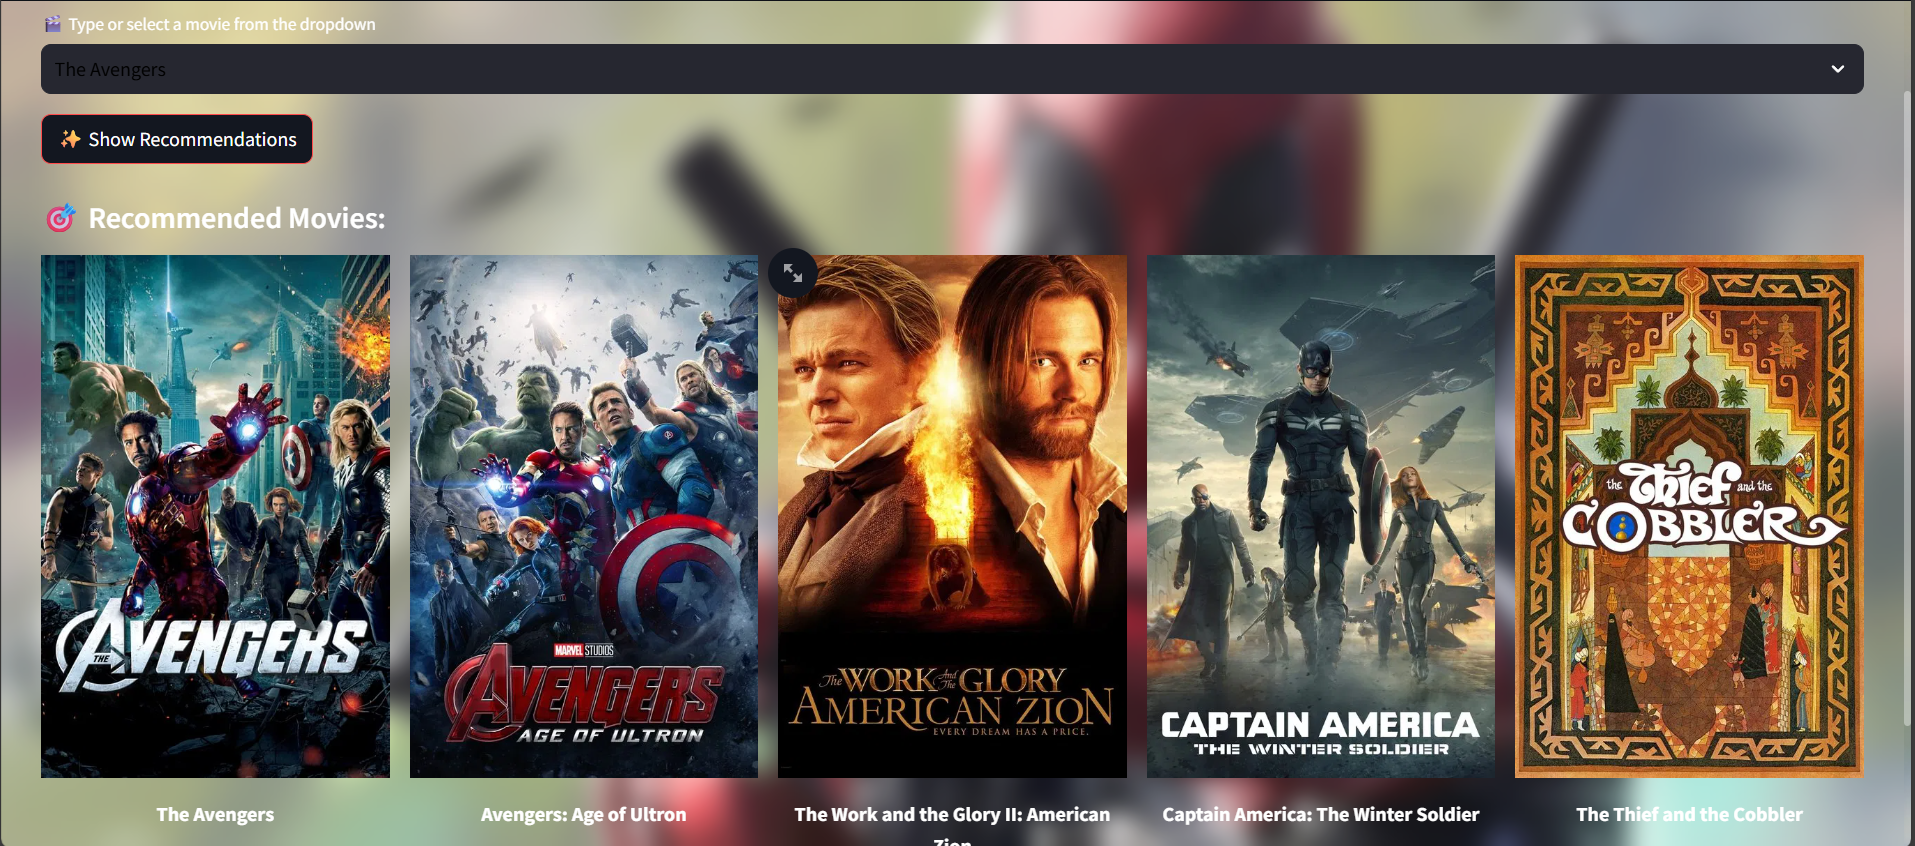 Type or select a movie from the dropdown
The Avengers
Show Recommendations
Recommended Movies:
THE AVENGERS
MARVEL STUDIOS
AVENGERS
AGE OF ULTRON
The WORK And The GLORY
AMERICAN ZION
EVERY DREAM HAS A PRICE.
CAPTAIN AMERICA
THE WINTER SOLDIER
the Thief and the
COBBLER
The Avengers
Avengers: Age of Ultron
The Work and the Glory II: American
Zion
Captain America: The Winter Soldier
The Thief and the Cobbler